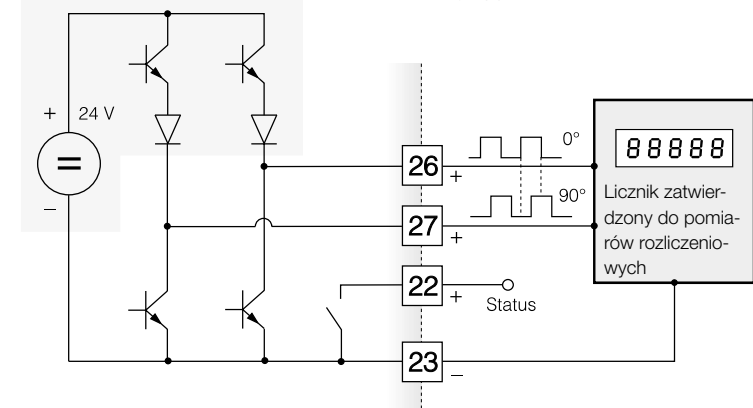 + 24 V
=
−
26
+
0°
27
+
90°
22
+
Status
23
−
88888
Licznik zatwier-
dzony do pomia-
rów rozliczenio-
wych